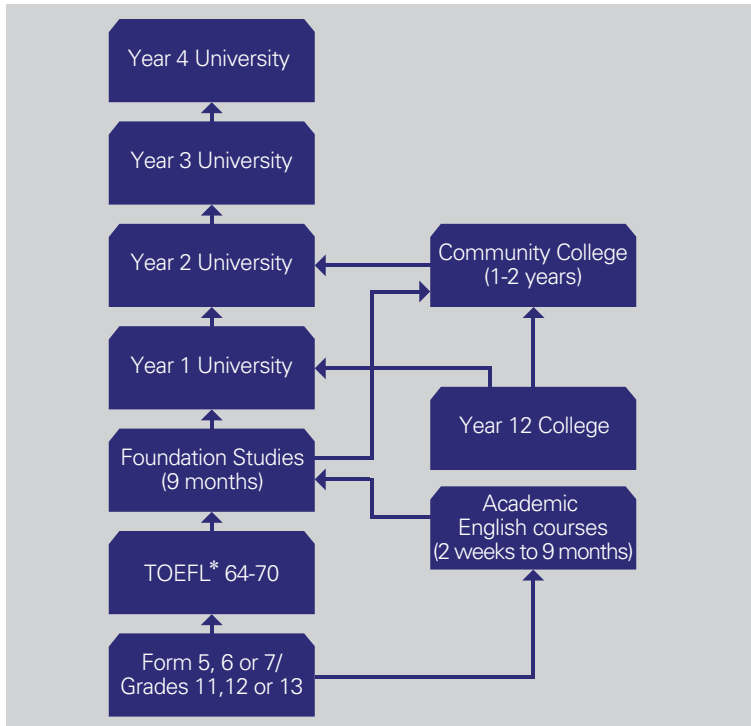 Year 4 University
Year 3 University
Year 2 University
Community College
(1-2 years)
Year 1 University
Year 12 College
Foundation Studies
(9 months)
Academic
English courses
(2 weeks to 9 months)
TOEFL* 64-70
Form 5, 6 or 7/
Grades 11,12 or 13